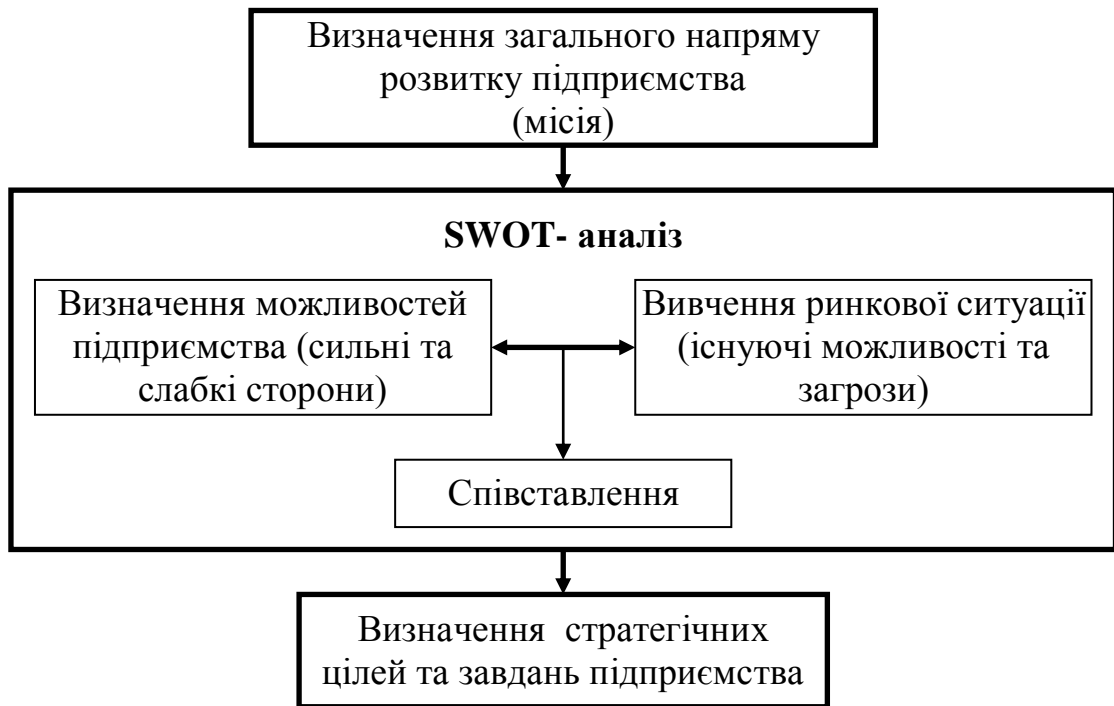 Визначення загального напряму
розвитку підприємства
(місія)
SWOT- аналіз
Визначення можливостей
підприємства (сильні та
слабкі сторони)
Вивчення ринкової ситуації
(існуючі можливості та
загрози)
Співставлення
Визначення стратегічних
цілей та завдань підприємства